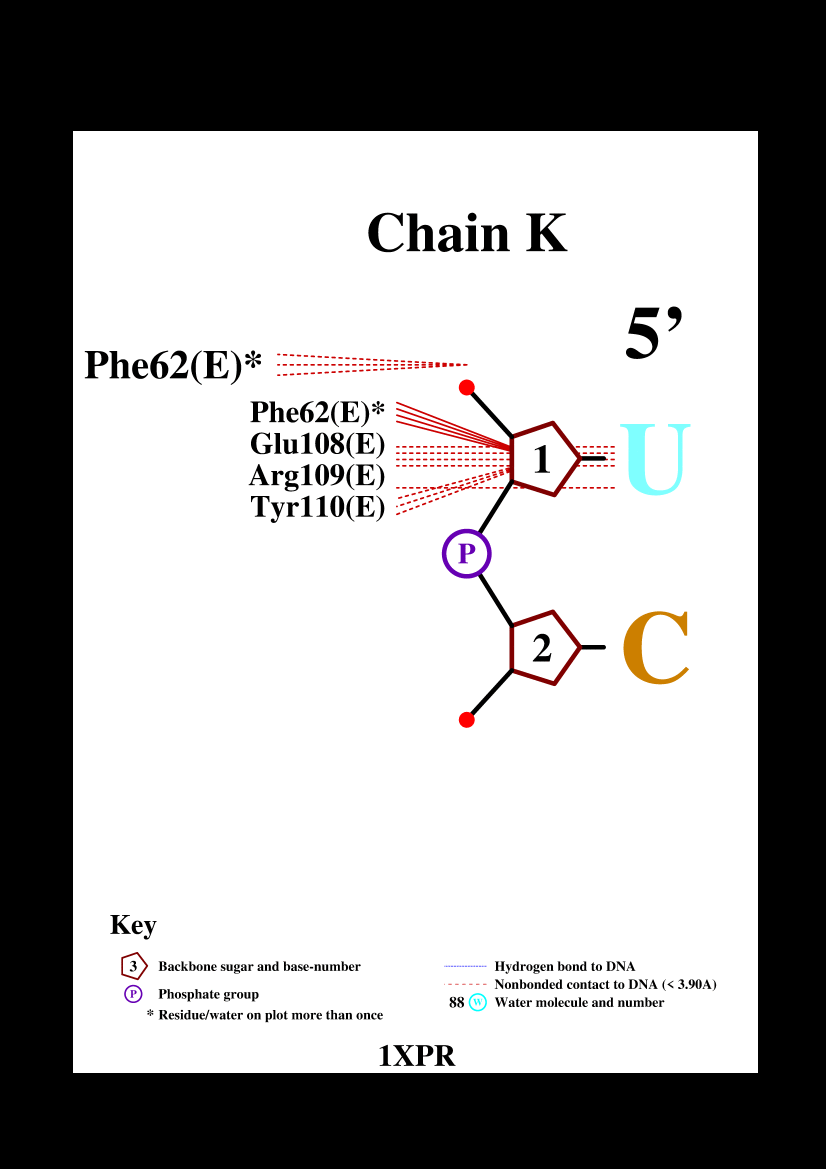 Chain K
5’
Phe62(E)*
Phe62(E)*
Glu108(E)
Arg109(E)
Tyr110(E)
1
U
P
2
C
Key
3 Backbone sugar and base-number
P Phosphate group
* Residue/water on plot more than once
Hydrogen bond to DNA
Nonbonded contact to DNA (< 3.90A)
88 W Water molecule and number
1XPR